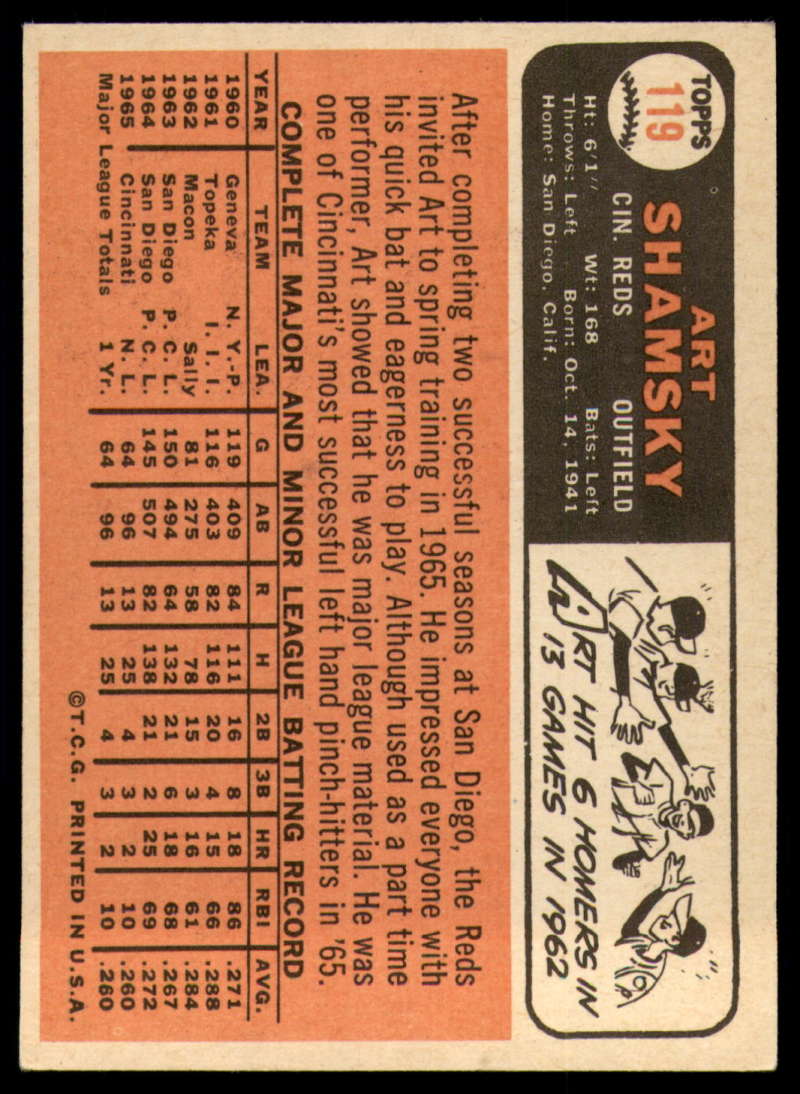 TOPPS
119
ART
SHAMSKY
CIN. REDS OUTFIELD
Ht: 6'1" Wt: 168 Bats: Left
Throws: Left Born: Oct. 14, 1941
Home: San Diego, Calif.
ART HIT 6 HOMERS IN
13 GAMES IN 1962
After completing two successful seasons at San Diego, the Reds
invited Art to spring training in 1965. He impressed everyone with
his quick bat and eagerness to play. Although used as a part time
performer, Art showed that he was major league material. He was
one of Cincinnati's most successful left hand pinch-hitters in '65.
COMPLETE MAJOR AND MINOR LEAGUE BATTING RECORD
YEAR TEAM LEA. G AB R H 2B 3B HR RBI AVG.
1960 Geneva N. Y.-P. 119 409 84 111 16 8 18 86 .271
1961 Topeka I. I. I. 116 403 82 116 20 4 15 66 .288
1962 Macon Sally 81 275 58 78 15 3 16 61 .284
1963 San Diego P. C. L. 150 494 64 132 21 6 18 68 .267
1964 San Diego P. C. L. 145 507 82 138 21 2 25 69 .272
1965 Cincinnati N. L. 64 96 13 25 4 3 2 10 .260
Major League Totals 1 Yr. 64 96 13 25 4 3 2 10 .260
©T.C.G. PRINTED IN U.S.A.